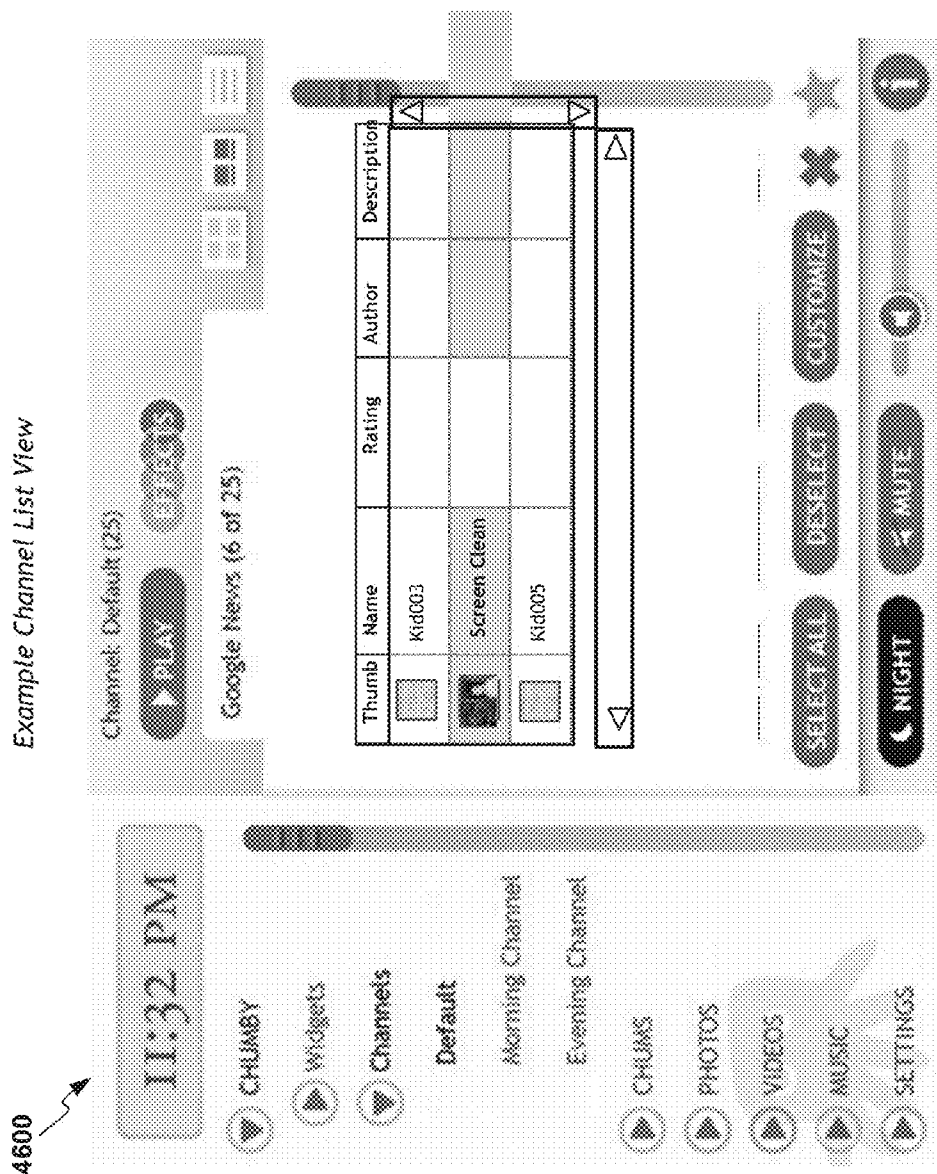 4600
Example Channel List View
11:32 PM
CHUMBY
Widgets
Channels
Default
Morning Channel
Evening Channel
CHUMS
PHOTOS
VIDEOS
MUSIC
SETTINGS
Channel: Default (25)
PLAY
EFFECTS
Google News (6 of 25)
Thumb Name Rating Author Description
Kid003
Screen Clean
Kid005
SELECT ALL
DESELECT
CUSTOMIZE
NIGHT
MUTE